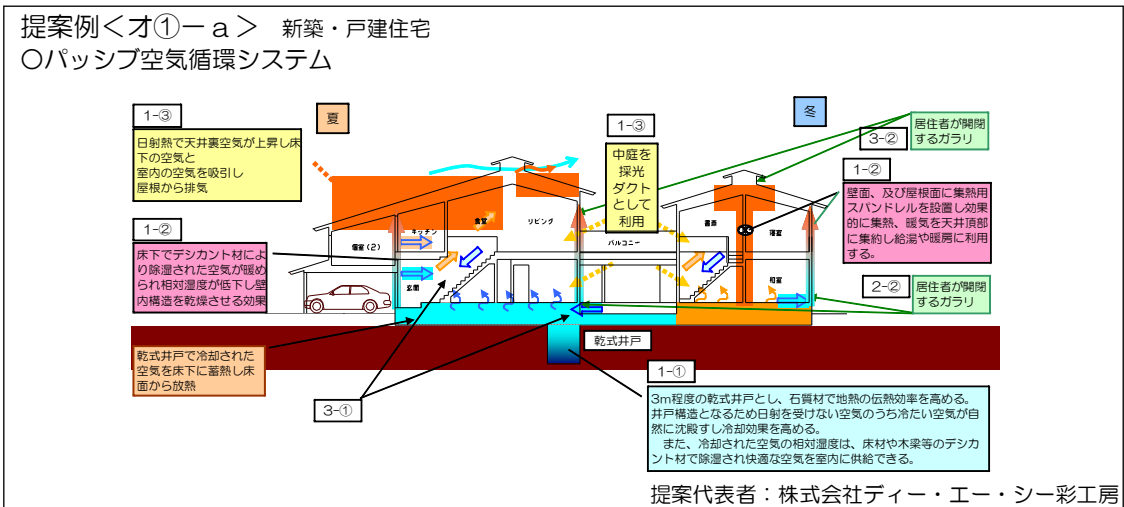 提案例<オ①ーａ> 新築・戸建住宅
〇パッシブ空気循環システム
1-③
日射熱で天井裏空気が上昇し床
下の空気と
室内の空気を吸引し
屋根から排気
夏
1-③
中庭を
採光
ダクト
として
利用
冬
居住者が開閉
するガラリ
3-②
1-②
壁面、及び屋根面に集熱用
スパンドレルを設置し効果
的に集熱、暖気を天井頂部
に集約し給湯や暖房に利用
する。
1-②
床下でデシカント材によ
り除湿された空気が暖め
られ相対湿度が低下し壁
内構造を乾燥させる効果
個室(2)
キッチン
食堂
リビング
バルコニー
書斎
寝室
玄関
和室
2-②
居住者が開閉
するガラリ
乾式井戸で冷却された
空気を床下に蓄熱し床
面から放熱
3-①
乾式井戸
1-①
3m程度の乾式井戸とし、石質材で地熱の伝熱効率を高める。
井戸構造となるため日射を受けない空気のうち冷たい空気が自
然に沈殿すし冷却効果を高める。
また、冷却された空気の相対湿度は、床材や木梁等のデシカ
ント材で除湿され快適な空気を室内に供給できる。
提案代表者：株式会社ディー・エー・シー彩工房